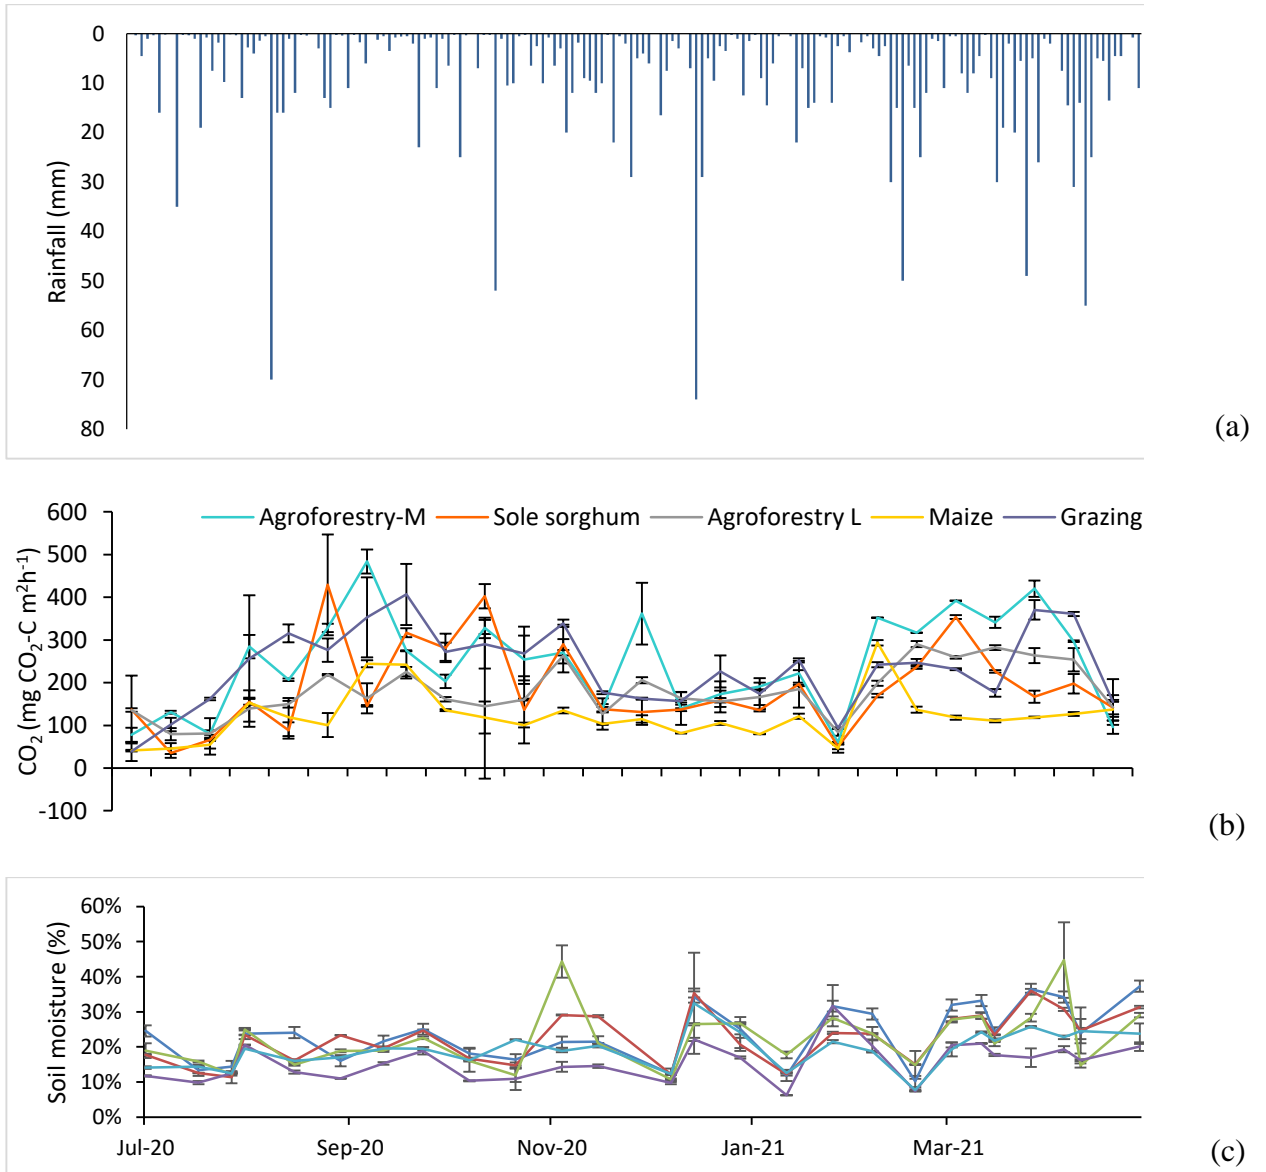 0
10
20
30
40
50
60
70
80
Rainfall (mm)
(a)
600
500
400
300
200
100
0
-100
CO₂ (mg CO₂-C m²h⁻¹)
Agroforestry-M
Sole sorghum
Agroforestry L
Maize
Grazing
(b)
60%
50%
40%
30%
20%
10%
0%
Soil moisture (%)
Jul-20 Sep-20 Nov-20 Jan-21 Mar-21
(c)